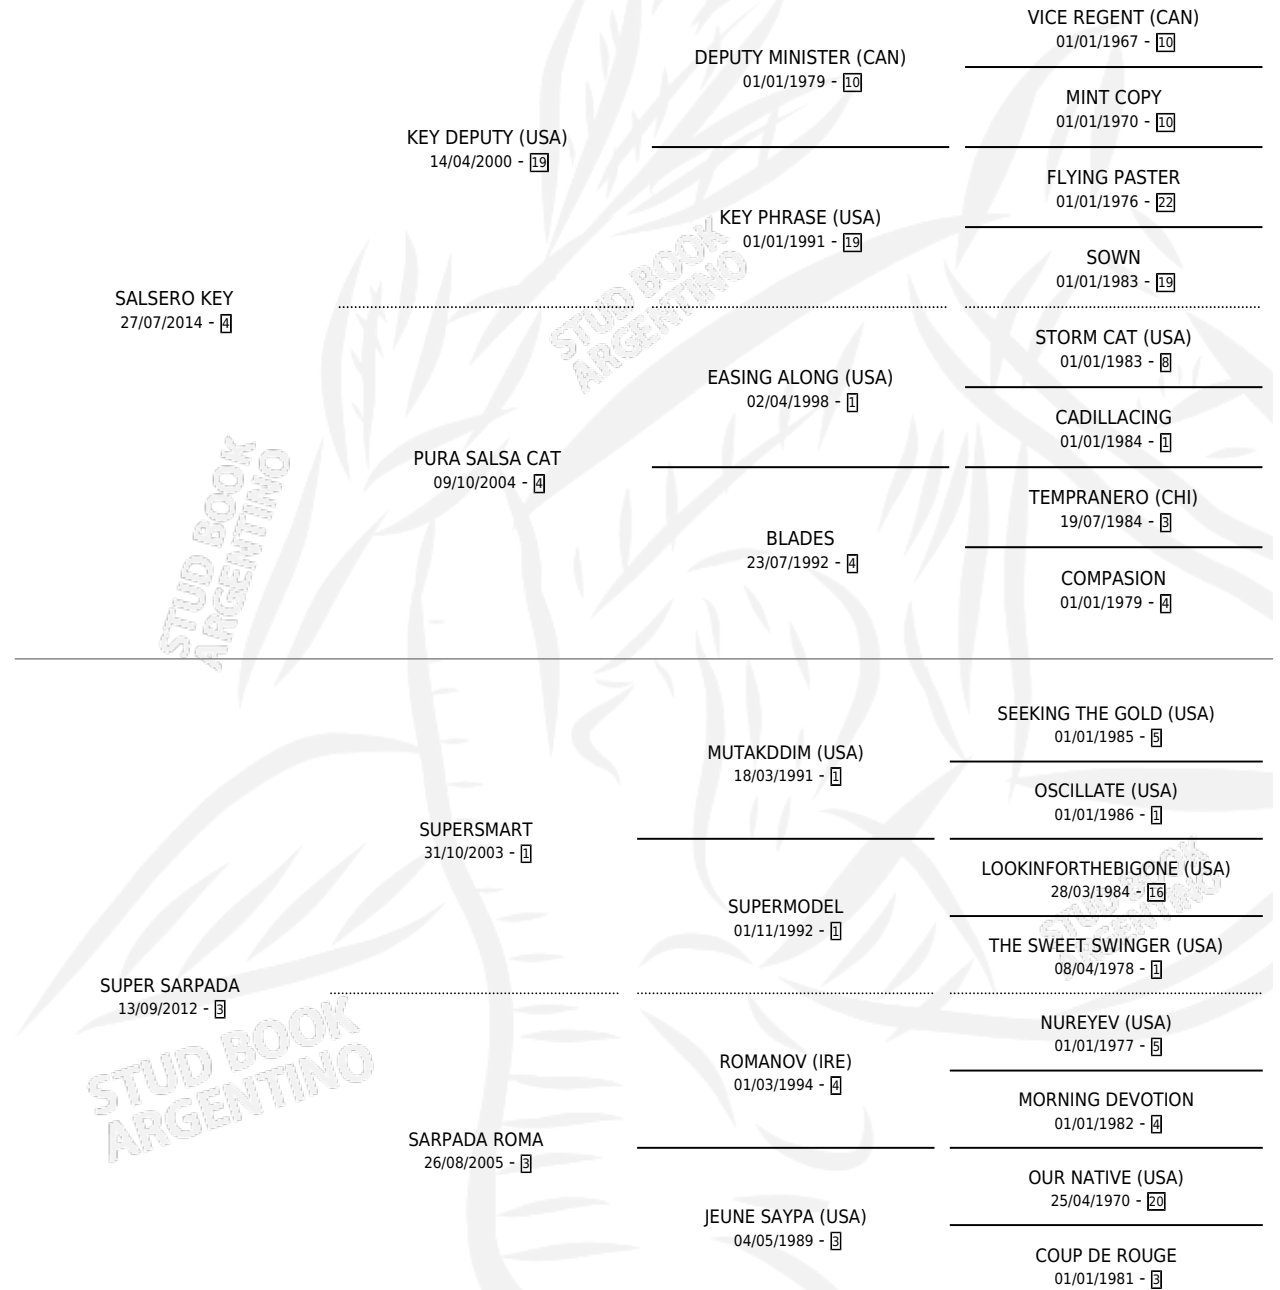 VICE REGENT (CAN)
01/01/1967 - 10
DEPUTY MINISTER (CAN)
01/01/1979 - 10
MINT COPY
01/01/1970 - 10
KEY DEPUTY (USA)
14/04/2000 - 19
FLYING PASTER
01/01/1976 - 22
KEY PHRASE (USA)
01/01/1991 - 19
SOWN
01/01/1983 - 19
SALSERO KEY
27/07/2014 - 4
STORM CAT (USA)
01/01/1983 - 8
EASING ALONG (USA)
02/04/1998 - 1
CADILLACING
01/01/1984 - 1
PURA SALSA CAT
09/10/2004 - 4
TEMPRANERO (CHI)
19/07/1984 - 3
BLADES
23/07/1992 - 4
COMPASION
01/01/1979 - 4
SEEKING THE GOLD (USA)
01/01/1985 - 5
MUTAKDDIM (USA)
18/03/1991 - 1
OSCILLATE (USA)
01/01/1986 - 1
SUPERSMART
31/10/2003 - 1
LOOKINFORTHEBIGONE (USA)
28/03/1984 - 16
SUPERMODEL
01/11/1992 - 1
THE SWEET SWINGER (USA)
08/04/1978 - 1
SUPER SARPADA
13/09/2012 - 3
NUREYEV (USA)
01/01/1977 - 5
ROMANOV (IRE)
01/03/1994 - 4
MORNING DEVOTION
01/01/1982 - 4
SARPADA ROMA
26/08/2005 - 3
OUR NATIVE (USA)
25/04/1970 - 20
JEUNE SAYPA (USA)
04/05/1989 - 3
COUP DE ROUGE
01/01/1981 - 3
STUD BOOK
ARGENTINO
STUD BOOK
ARGENTINO
STUD BOOK
ARGENTINO
STUD BOOK
ARGENTINO